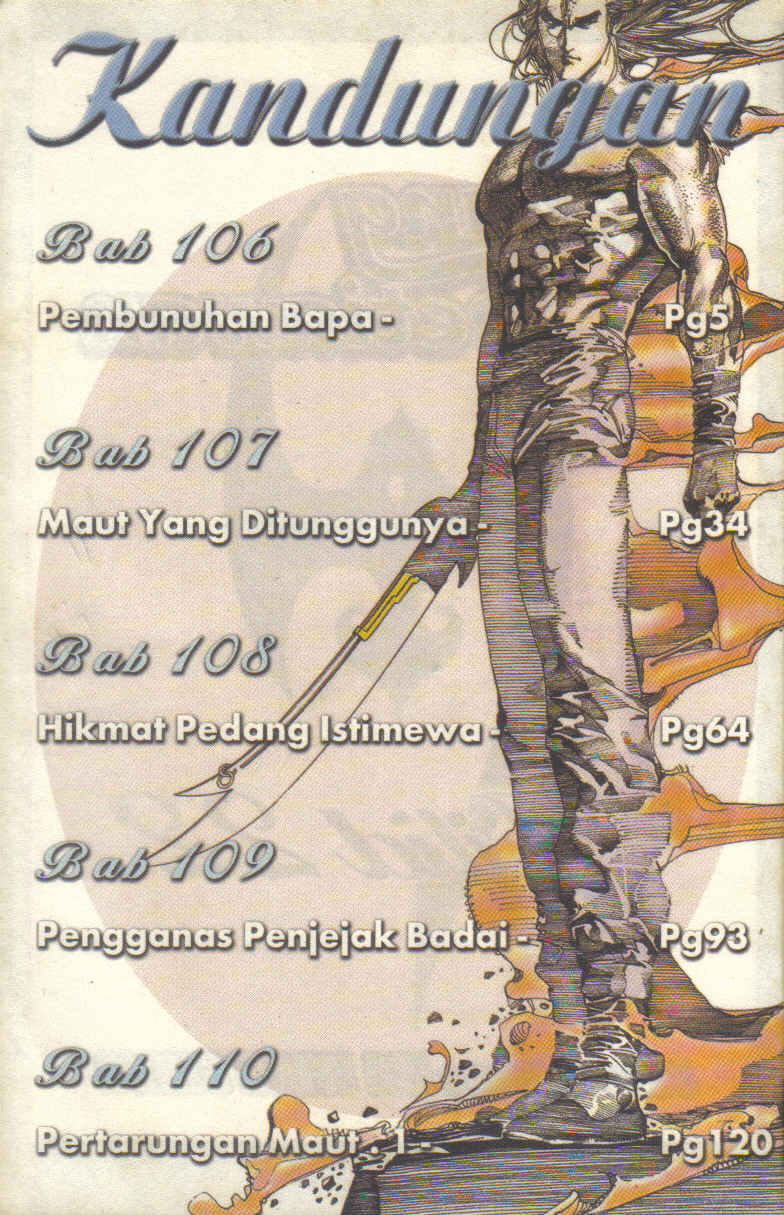 Kandungan
Bab 106
Pembunuhan Bapa - Pg5
Bab 107
Maut Yang Ditunggunya - Pg34
Bab 108
Hikmat Pedang Istimewa - Pg64
Bab 109
Pengganas Penjejak Badai - Pg93
Bab 110
Pertarungan Maut . 1 - Pg120